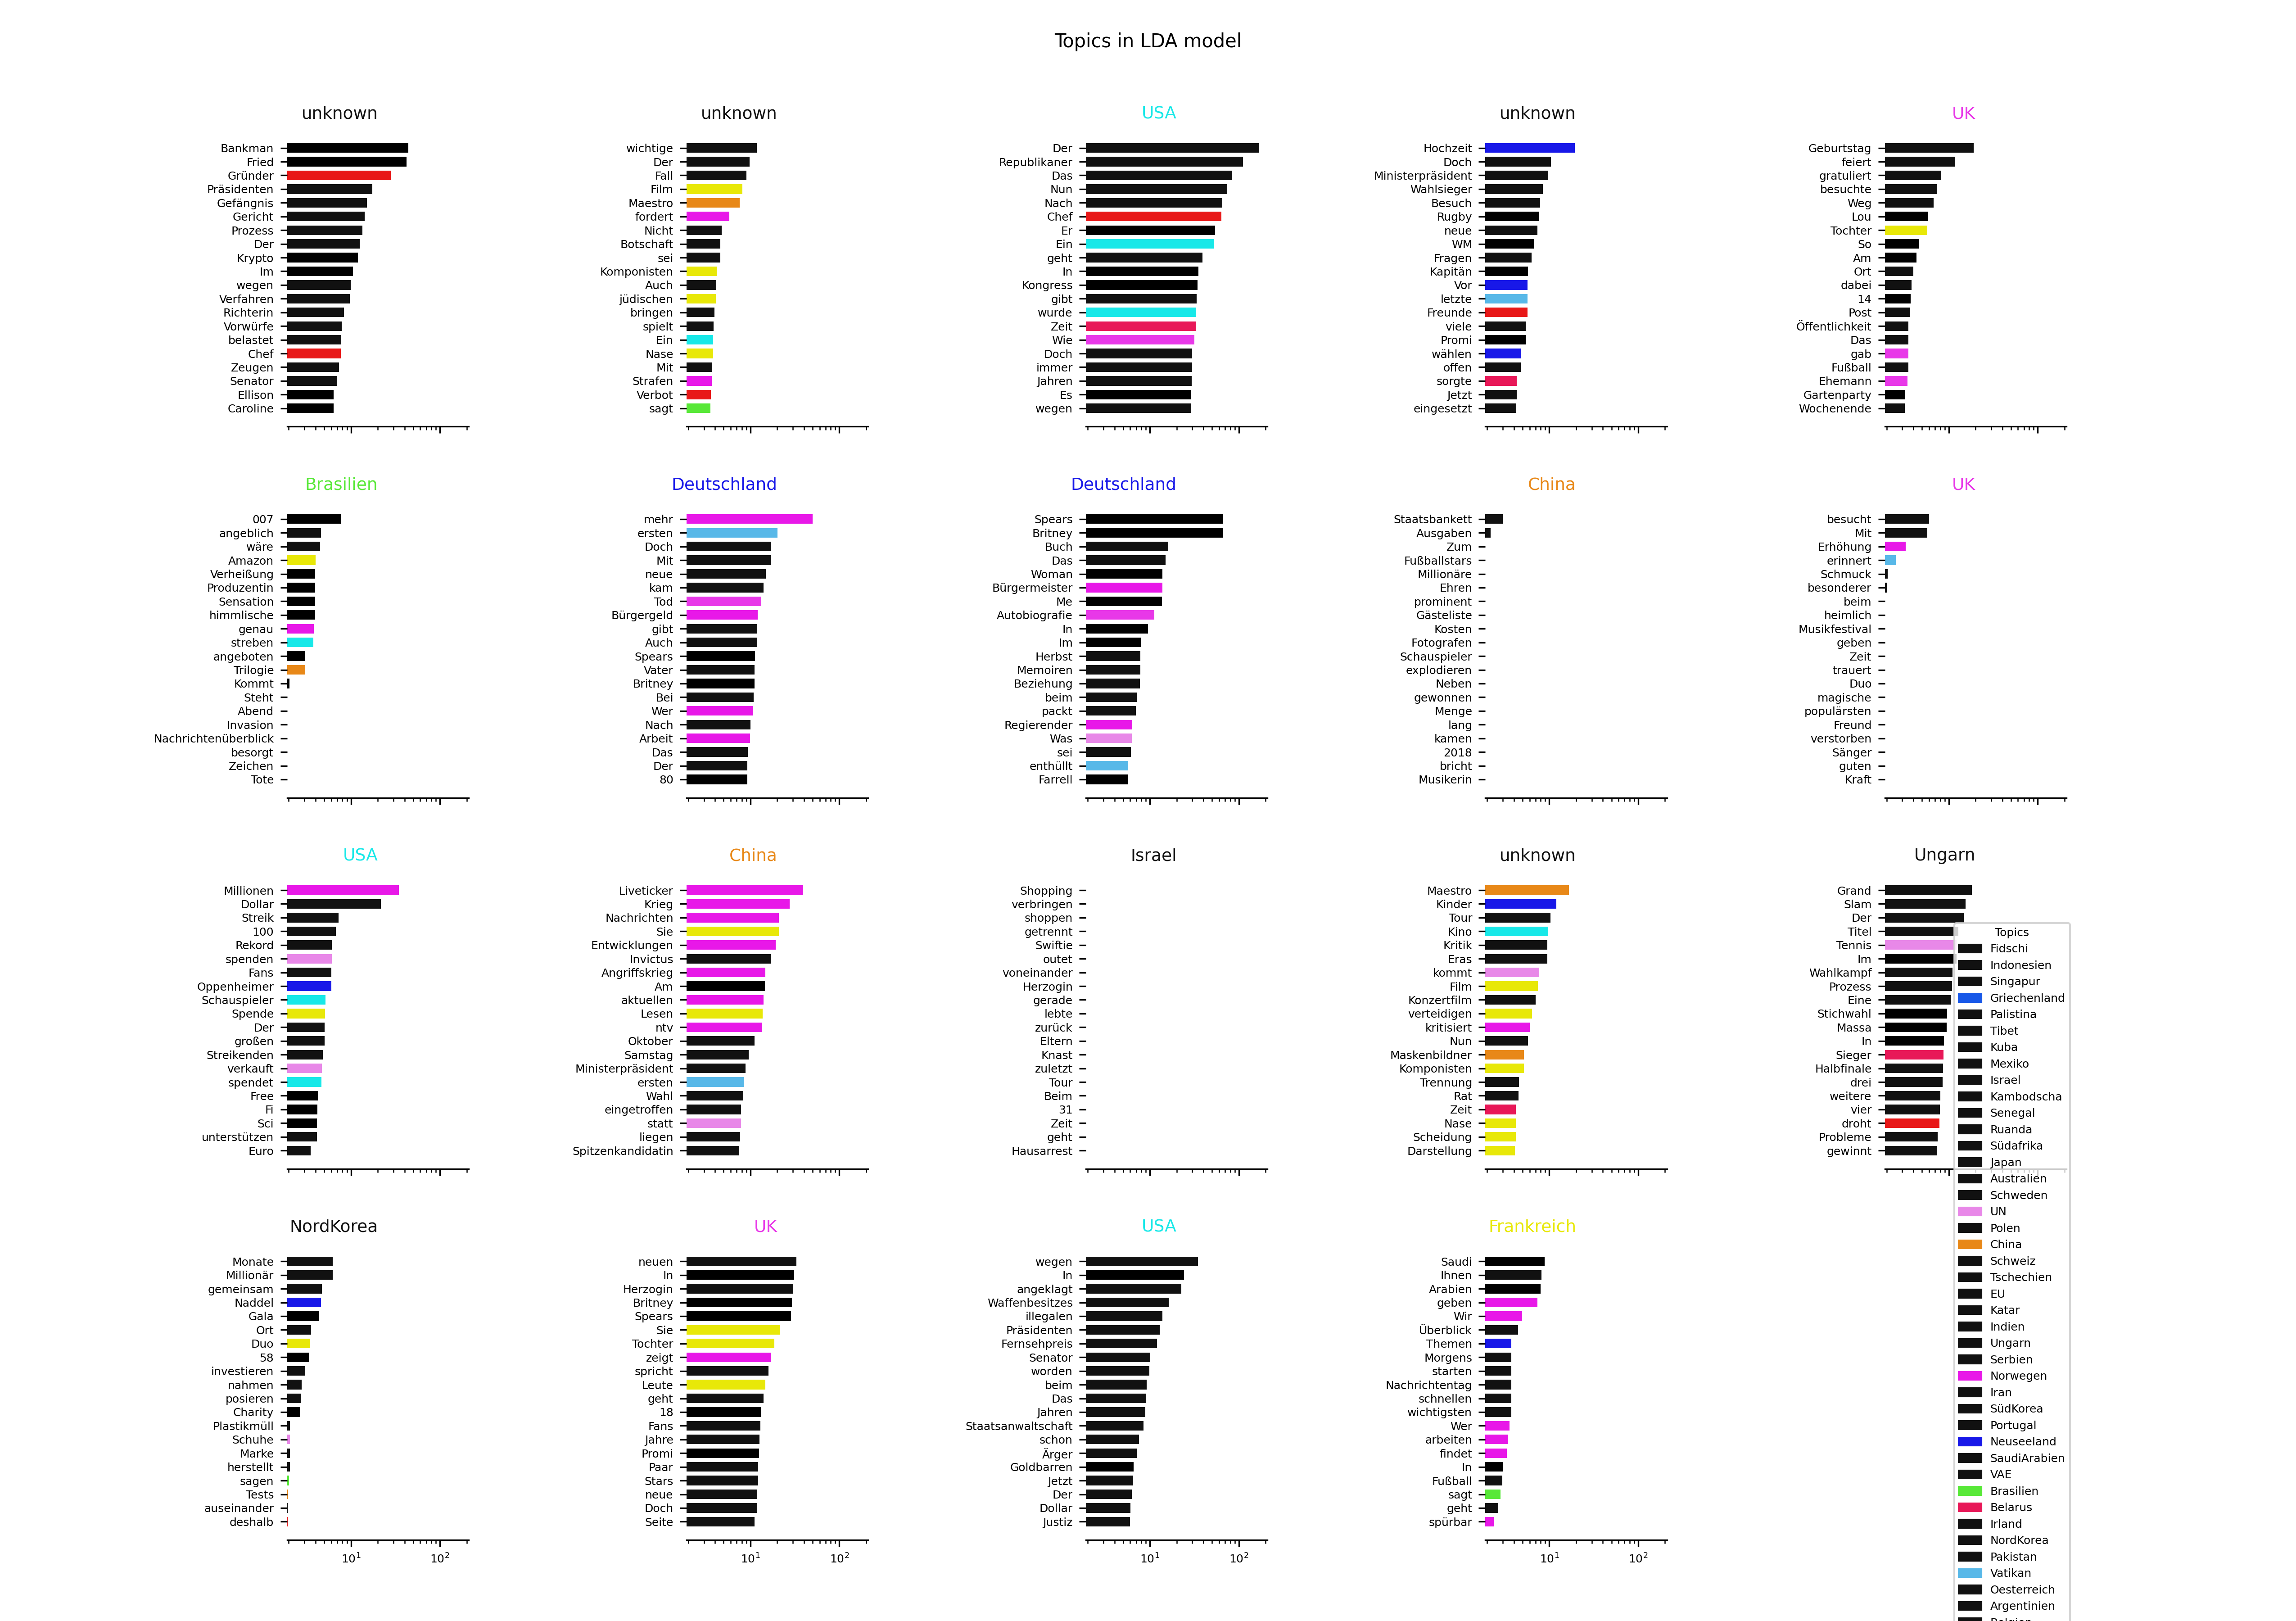 Topics in LDA model
unknown
Bankman
Fried
Gründer
Präsidenten
Gefängnis
Gericht
Prozess
Der
Krypto
Im
wegen
Verfahren
Richterin
Vorwürfe
belastet
Chef
Zeugen
Senator
Ellison
Caroline
unknown
wichtige
Der
Fall
Film
Maestro
fordert
Nicht
Botschaft
sei
Komponisten
Auch
jüdischen
bringen
spielt
Ein
Nase
Mit
Strafen
Verbot
sagt
USA
Der
Republikaner
Das
Nun
Nach
Chef
Er
Ein
geht
In
Kongress
gibt
wurde
Zeit
Wie
Doch
immer
Jahren
Es
wegen
unknown
Hochzeit
Doch
Ministerpräsident
Wahlsieger
Besuch
Rugby
neue
WM
Fragen
Kapitän
Vor
letzte
Freunde
viele
Promi
wählen
offen
sorgte
Jetzt
eingesetzt
UK
Geburtstag
feiert
gratuliert
besuchte
Weg
Lou
Tochter
So
Am
Ort
dabei
14
Post
Öffentlichkeit
Das
gab
Fußball
Ehemann
Gartenparty
Wochenende
Brasilien
007
angeblich
wäre
Amazon
Verheißung
Produzentin
Sensation
himmlische
genau
streben
angeboten
Trilogie
Kommt
Steht
Abend
Invasion
Nachrichtenüberblick
besorgt
Zeichen
Tote
Deutschland
mehr
ersten
Doch
Mit
neue
kam
Tod
Bürgergeld
gibt
Auch
Spears
Vater
Britney
Bei
Wer
Nach
Arbeit
Das
Der
80
Deutschland
Spears
Britney
Buch
Das
Woman
Bürgermeister
Me
Autobiografie
In
Im
Herbst
Memoiren
Beziehung
beim
packt
Regierender
Was
sei
enthüllt
Farrell
China
Staatsbankett
Ausgaben
Zum
Fußballstars
Millionäre
Ehren
prominent
Gästeliste
Kosten
Fotografen
Schauspieler
explodieren
Neben
gewonnen
Menge
lang
kamen
2018
bricht
Musikerin
UK
besucht
Mit
Erhöhung
erinnert
Schmuck
besonderer
beim
heimlich
Musikfestival
geben
Zeit
trauert
Duo
magische
populärsten
Freund
verstorben
Sänger
guten
Kraft
USA
Millionen
Dollar
Streik
100
Rekord
spenden
Fans
Oppenheimer
Schauspieler
Spende
Der
großen
Streikenden
verkauft
spendet
Free
Fi
Sci
unterstützen
Euro
China
Liveticker
Krieg
Nachrichten
Sie
Entwicklungen
Invictus
Angriffskrieg
Am
aktuellen
Lesen
ntv
Oktober
Samstag
Ministerpräsident
ersten
Wahl
eingetroffen
statt
liegen
Spitzenkandidatin
Israel
Shopping
verbringen
shoppen
getrennt
Swiftie
outet
voneinander
Herzogin
gerade
lebte
zurück
Eltern
Knast
zuletzt
Tour
Beim
31
Zeit
geht
Hausarrest
unknown
Maestro
Kinder
Tour
Kino
Kritik
Eras
kommt
Film
Konzertfilm
verteidigen
kritisiert
Nun
Maskenbildner
Komponisten
Trennung
Rat
Zeit
Nase
Scheidung
Darstellung
Ungarn
Grand
Slam
Der
Titel
Tennis
Im
Wahlkampf
Prozess
Eine
Stichwahl
Massa
In
Sieger
Halbfinale
drei
weitere
vier
droht
Probleme
gewinnt
NordKorea
Monate
Millionär
gemeinsam
Naddel
Gala
Ort
Duo
58
investieren
nahmen
posieren
Charity
Plastikmüll
Schuhe
Marke
herstellt
sagen
Tests
auseinander
deshalb
10¹ 10²
UK
neuen
In
Herzogin
Britney
Spears
Sie
Tochter
zeigt
spricht
Leute
geht
18
Fans
Jahre
Promi
Paar
Stars
neue
Doch
Seite
10¹ 10²
USA
wegen
In
angeklagt
Waffenbesitzes
illegalen
Präsidenten
Fernsehpreis
Senator
worden
beim
Das
Jahren
Staatsanwaltschaft
schon
Ärger
Goldbarren
Jetzt
Der
Dollar
Justiz
10¹ 10²
Frankreich
Saudi
Ihnen
Arabien
geben
Wir
Überblick
Themen
Morgens
starten
Nachrichtentag
schnellen
wichtigsten
Wer
arbeiten
findet
In
Fußball
sagt
geht
spürbar
10¹ 10²
Topics
Fidschi
Indonesien
Singapur
Griechenland
Palistina
Tibet
Kuba
Mexiko
Israel
Kambodscha
Senegal
Ruanda
Südafrika
Japan
Australien
Schweden
UN
Polen
China
Schweiz
Tschechien
EU
Katar
Indien
Ungarn
Serbien
Norwegen
Iran
SüdKorea
Portugal
Neuseeland
SaudiArabien
VAE
Brasilien
Belarus
Irland
NordKorea
Pakistan
Vatikan
Oesterreich
Argentinien